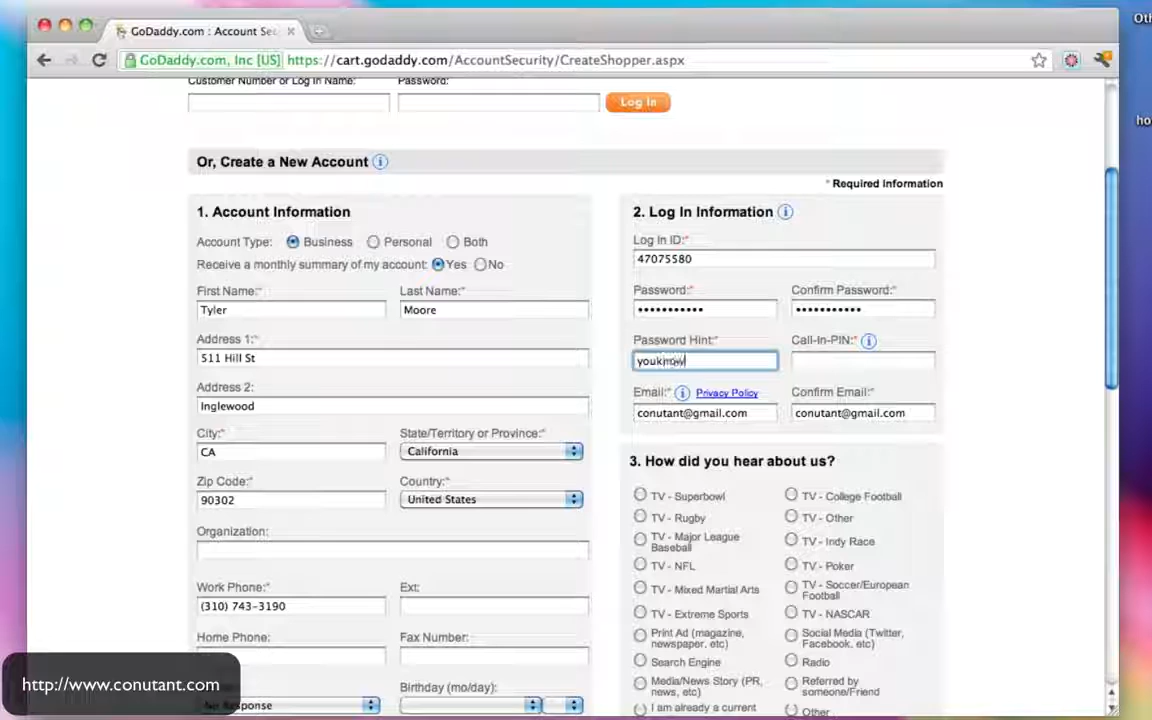 GoDaddy.com : Account Sec
Oth
GoDaddy.com, Inc [US] https://cart.godaddy.com/AccountSecurity/CreateShopper.aspx
Customer Number or Log In Name: Password:
Log In
ho
Or, Create a New Account
* Required Information
1. Account Information
Account Type: Business Personal Both
Receive a monthly summary of my account: Yes No
First Name:* Last Name:*
Tyler Moore
Address 1:*
511 Hill St
Address 2:
Inglewood
City:* State/Territory or Province:*
CA California
Zip Code:* Country:*
90302 United States
Organization:
Work Phone:* Ext:
(310) 743-3190
Home Phone: Fax Number:
Birthday (mo/day):
No Response
2. Log In Information
Log In ID:*
47075580
Password:* Confirm Password:*
••••••••••• •••••••••••
Password Hint:* Call-In-PIN:*
youknow
Email:* Privacy Policy Confirm Email:*
conutant@gmail.com conutant@gmail.com
3. How did you hear about us?
TV - Superbowl TV - College Football
TV - Rugby TV - Other
TV - Major League Baseball TV - Indy Race
TV - NFL TV - Poker
TV - Mixed Martial Arts TV - Soccer/European Football
TV - Extreme Sports TV - NASCAR
Print Ad (magazine, newspaper, etc) Social Media (Twitter, Facebook, etc)
Search Engine Radio
Media/News Story (PR, news, etc) Referred by someone/Friend
I am already a current Other
http://www.conutant.com